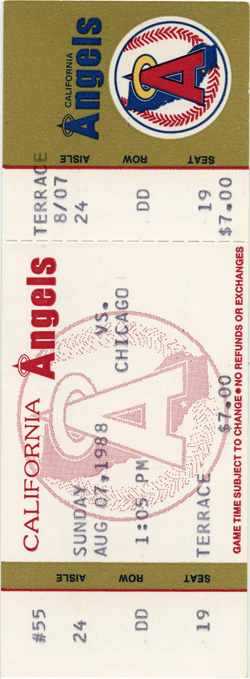 CALIFORNIA
Angels
A
AISLE ROW SEAT
TERRACE
8/07
24 DD 19
$7.00
CALIFORNIA Angels
A
SUNDAY VS.
AUG 07,1988 CHICAGO
1:05 PM
TERRACE $7.00
GAME TIME SUBJECT TO CHANGE ● NO REFUNDS OR EXCHANGES
AISLE ROW SEAT
#55
24 DD 19